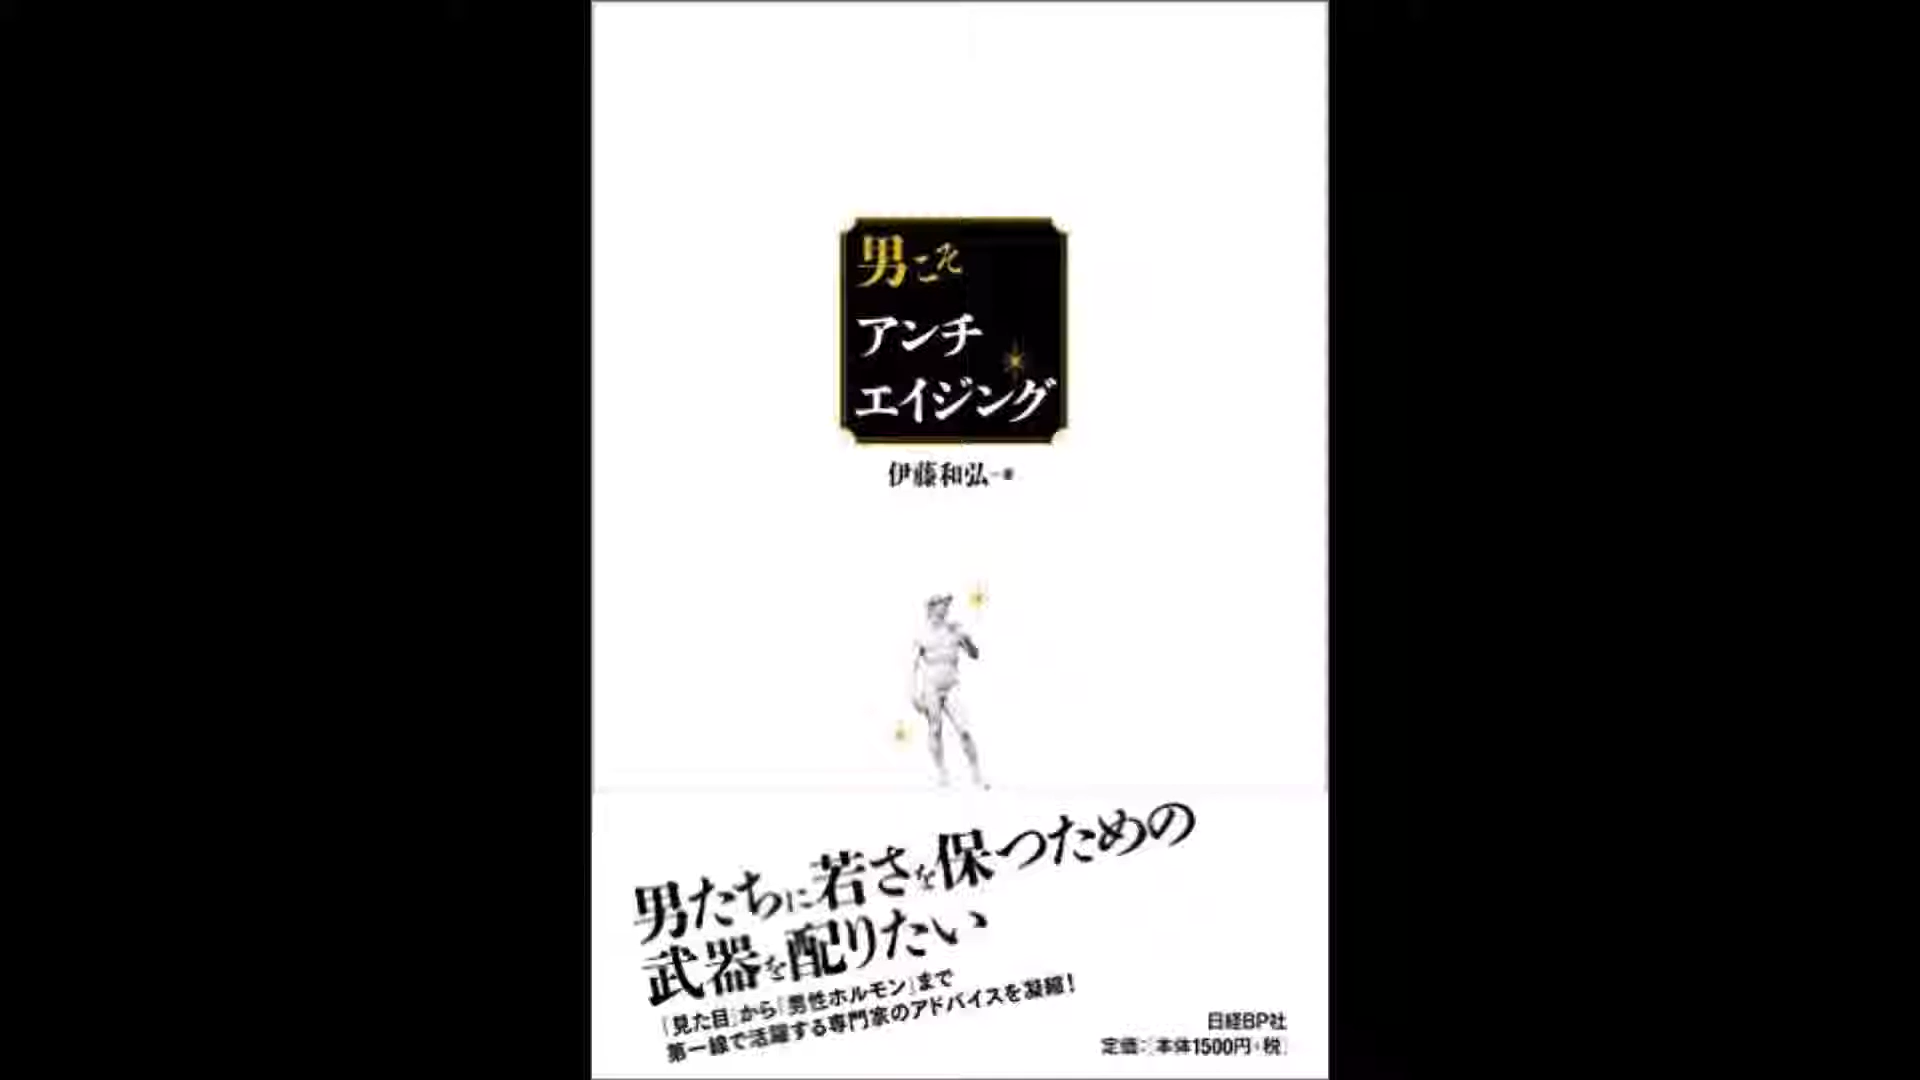 男こそ
アンチ
エイジング
伊藤和弘=著
男たちに若さを保つための
武器を配りたい
「見た目」から「男性ホルモン」まで
第一線で活躍する専門家のアドバイスを凝縮！
日経BP社
定価：[本体1500円+税]